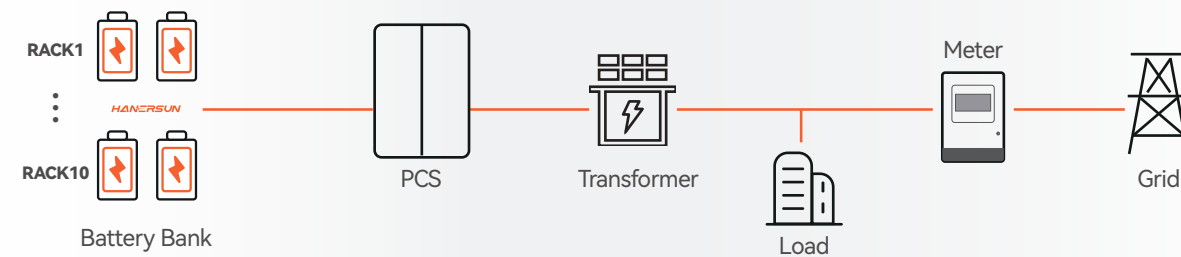 RACK1
HANERSUN
RACK10
Battery Bank
PCS
Transformer
Load
Meter
Grid